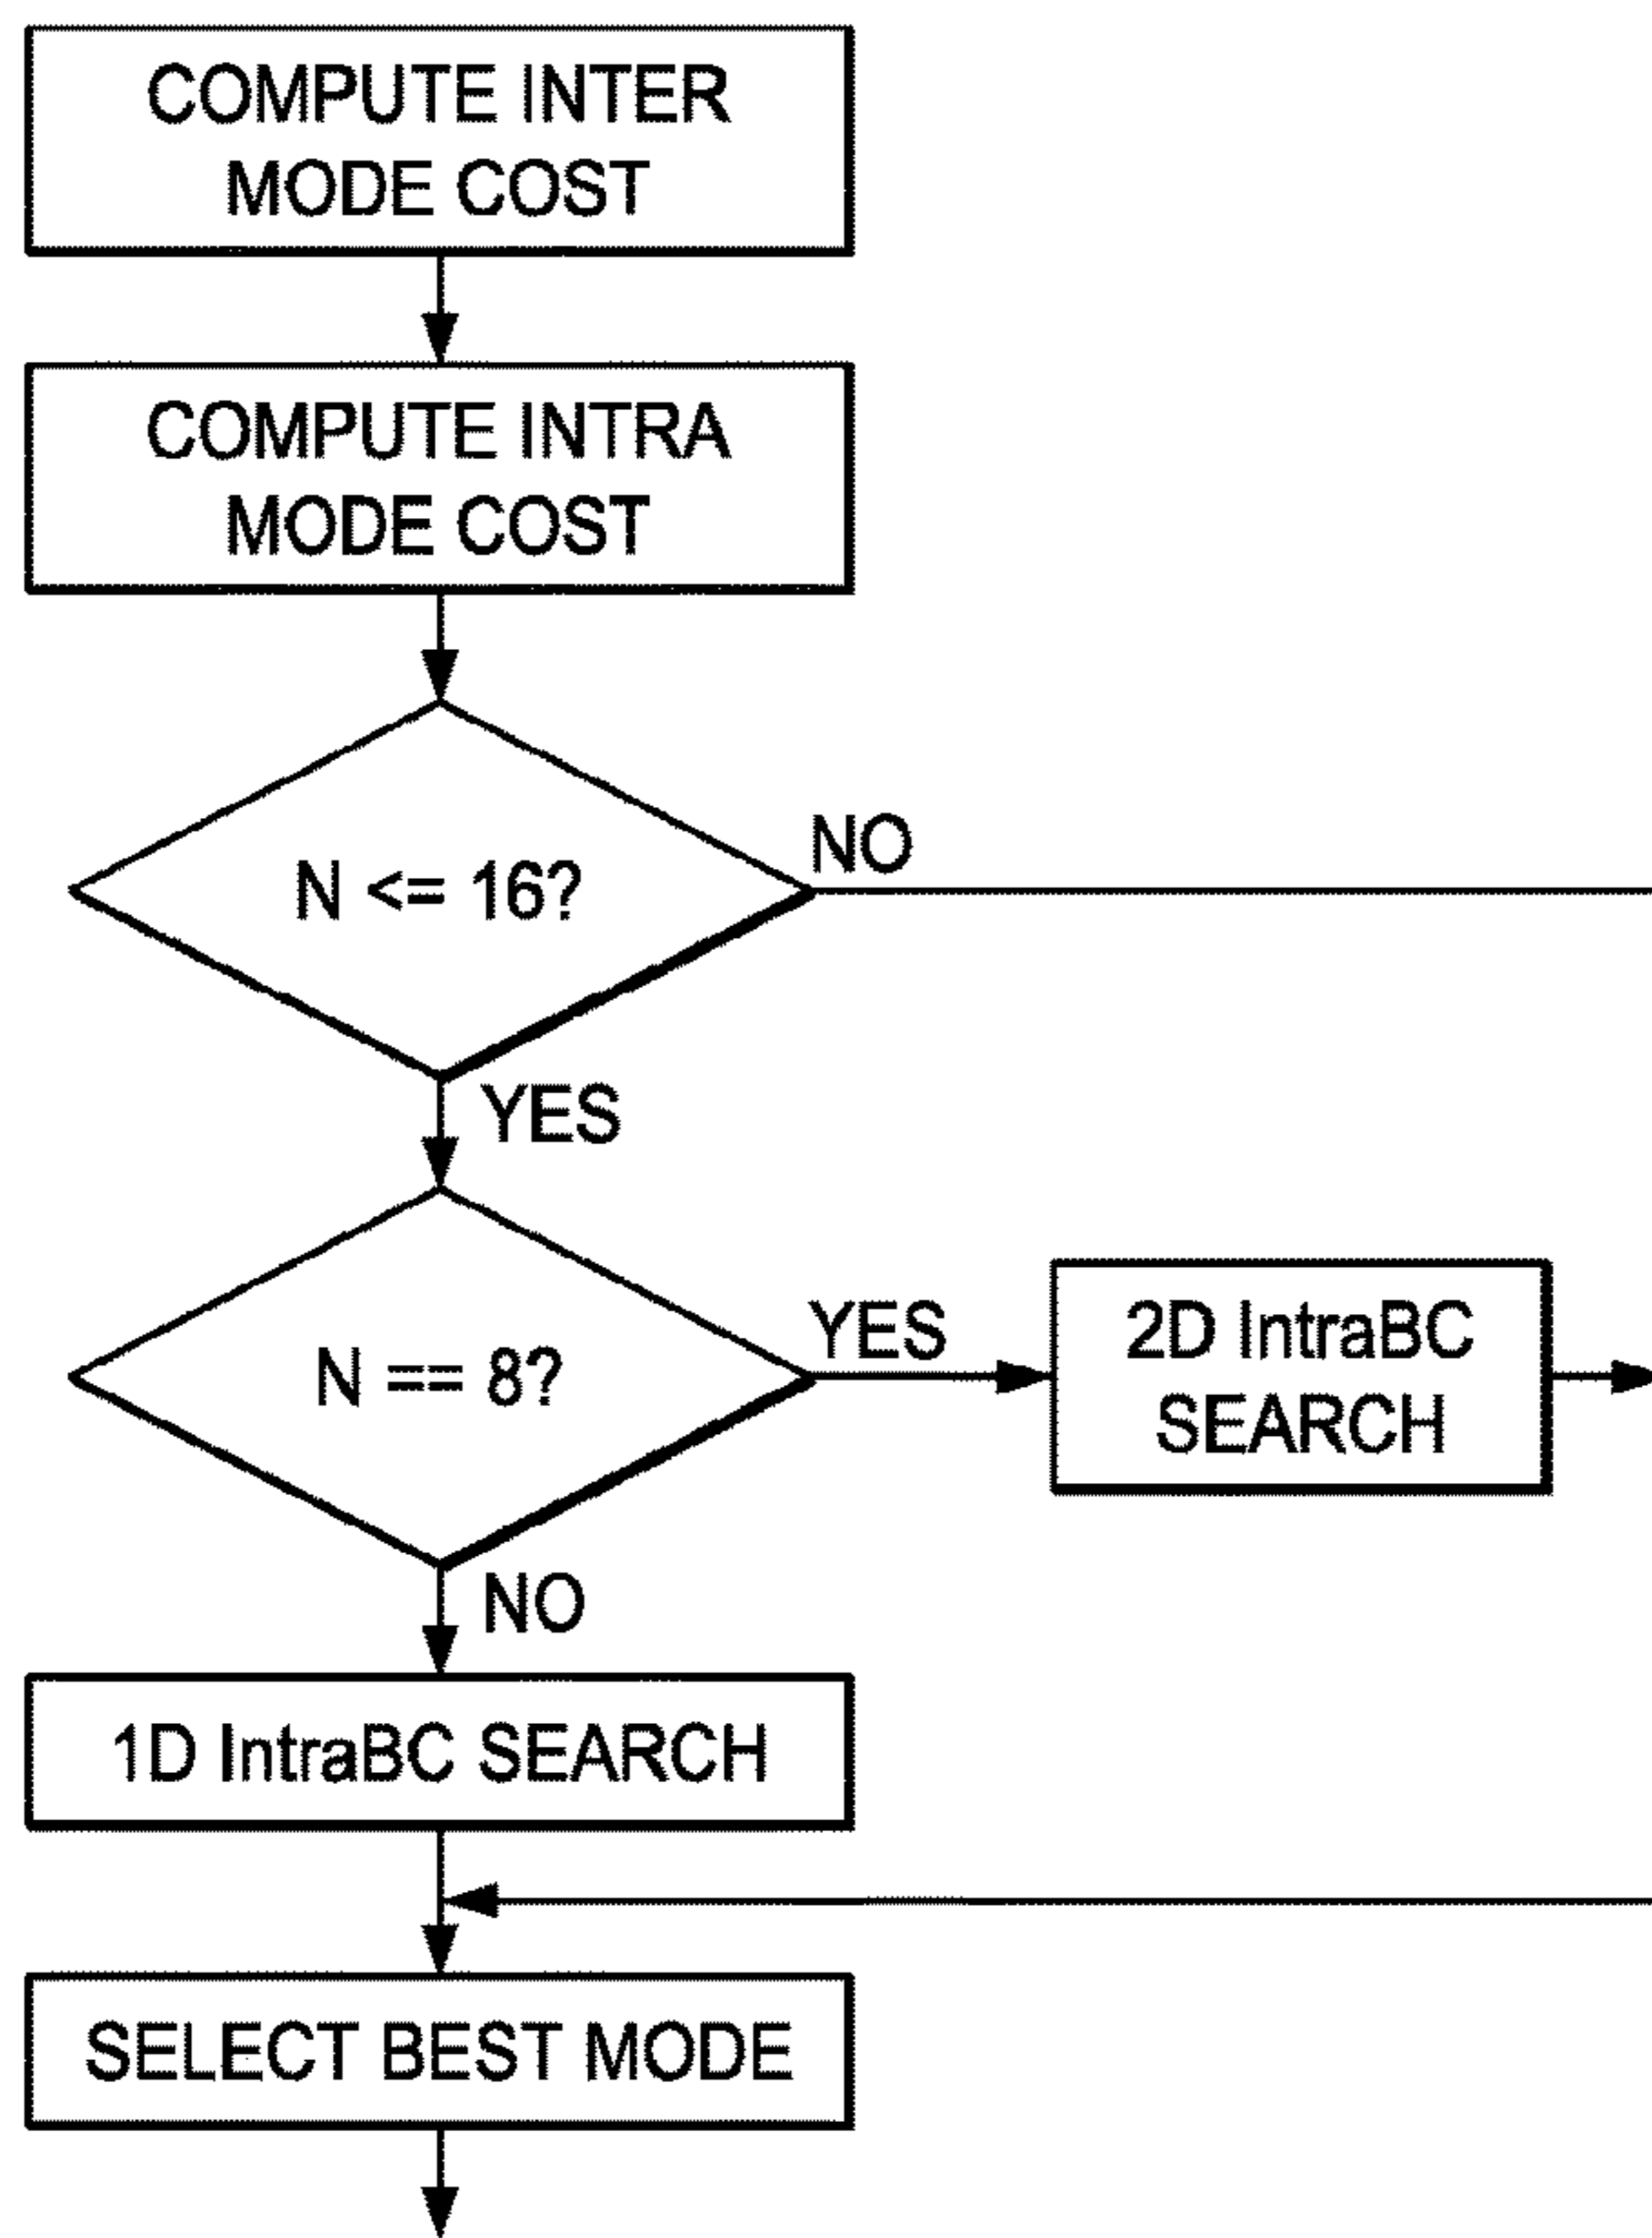 COMPUTE INTER
MODE COST
COMPUTE INTRA
MODE COST
N <= 16?
NO
YES
N == 8?
YES
2D IntraBC
SEARCH
NO
1D IntraBC SEARCH
SELECT BEST MODE